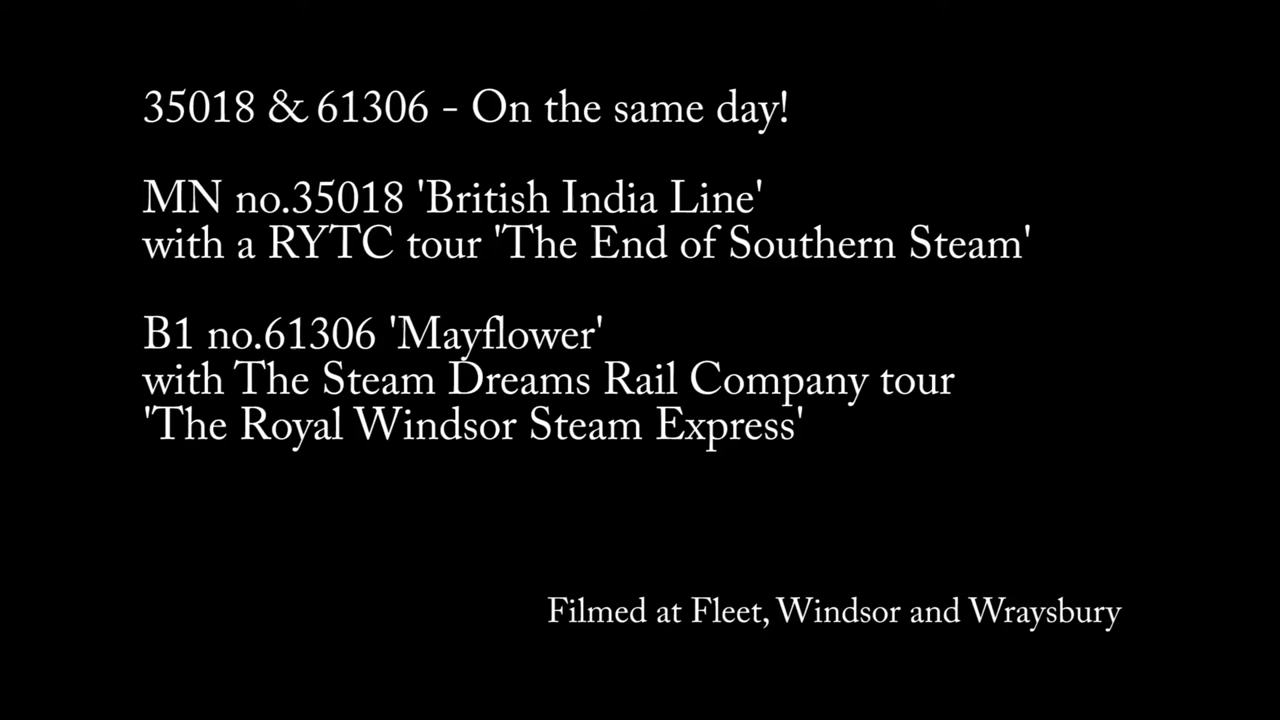 35018 & 61306 - On the same day!
MN no.35018 'British India Line'
with a RYTC tour 'The End of Southern Steam'
B1 no.61306 'Mayflower'
with The Steam Dreams Rail Company tour
'The Royal Windsor Steam Express'
Filmed at Fleet, Windsor and Wraysbury